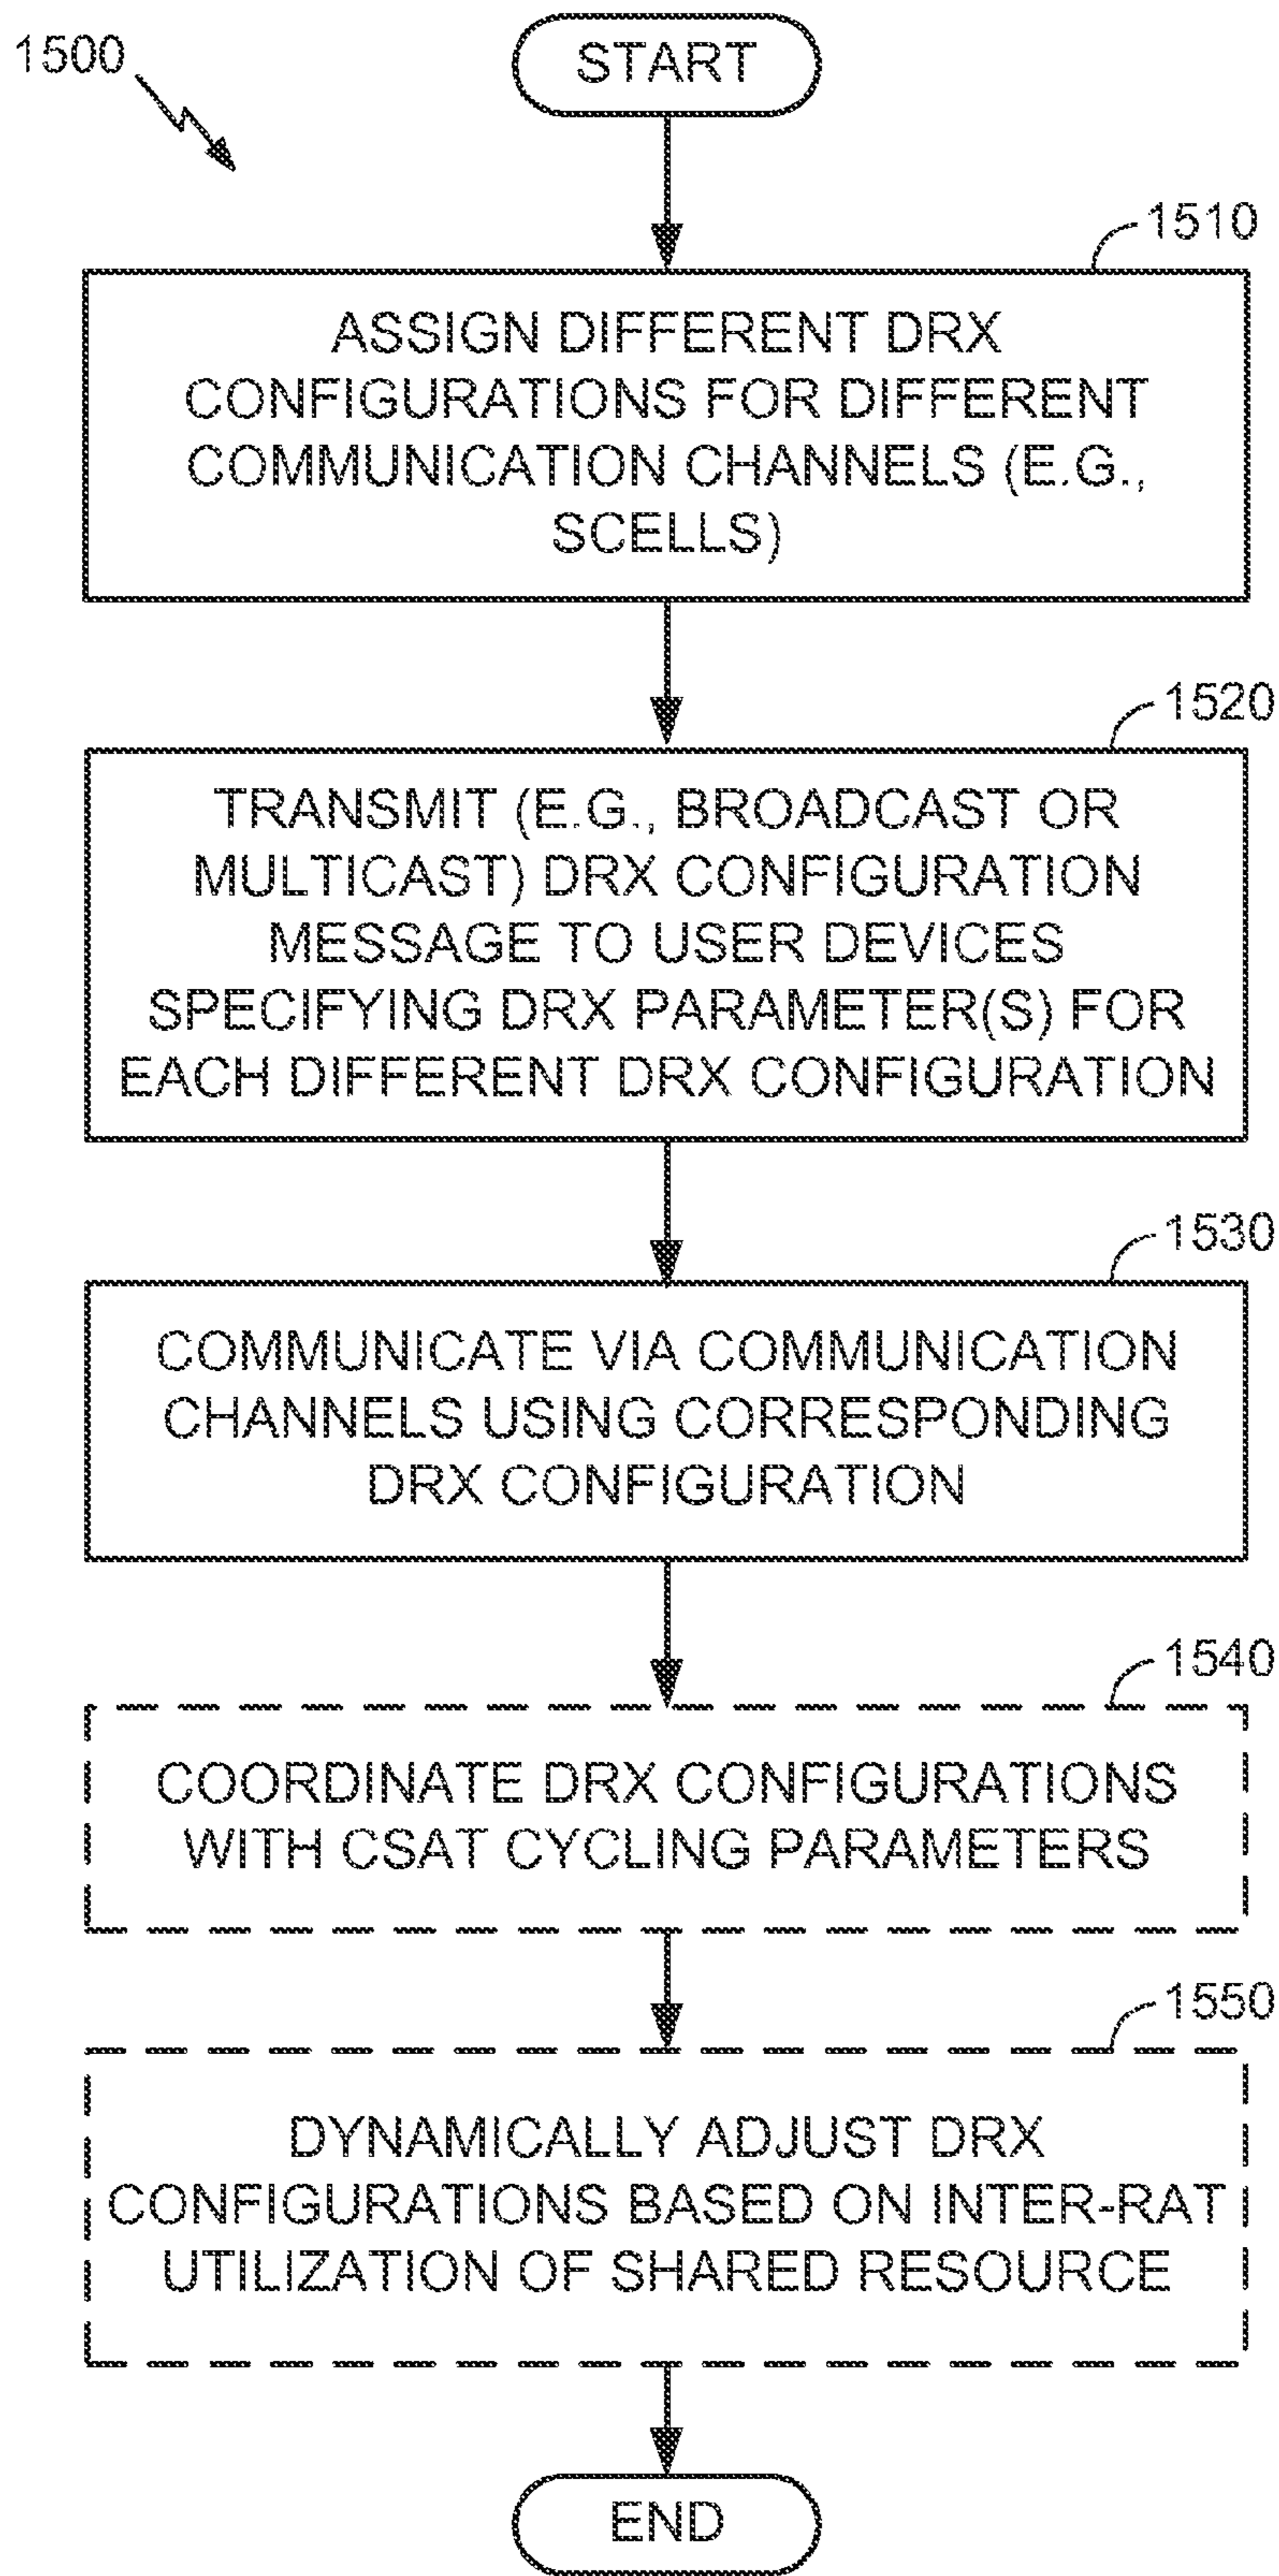 1500
START
1510
ASSIGN DIFFERENT DRX
CONFIGURATIONS FOR DIFFERENT
COMMUNICATION CHANNELS (E.G.,
SCELLS)
1520
TRANSMIT (E.G., BROADCAST OR
MULTICAST) DRX CONFIGURATION
MESSAGE TO USER DEVICES
SPECIFYING DRX PARAMETER(S) FOR
EACH DIFFERENT DRX CONFIGURATION
1530
COMMUNICATE VIA COMMUNICATION
CHANNELS USING CORRESPONDING
DRX CONFIGURATION
1540
COORDINATE DRX CONFIGURATIONS
WITH CSAT CYCLING PARAMETERS
1550
DYNAMICALLY ADJUST DRX
CONFIGURATIONS BASED ON INTER-RAT
UTILIZATION OF SHARED RESOURCE
END